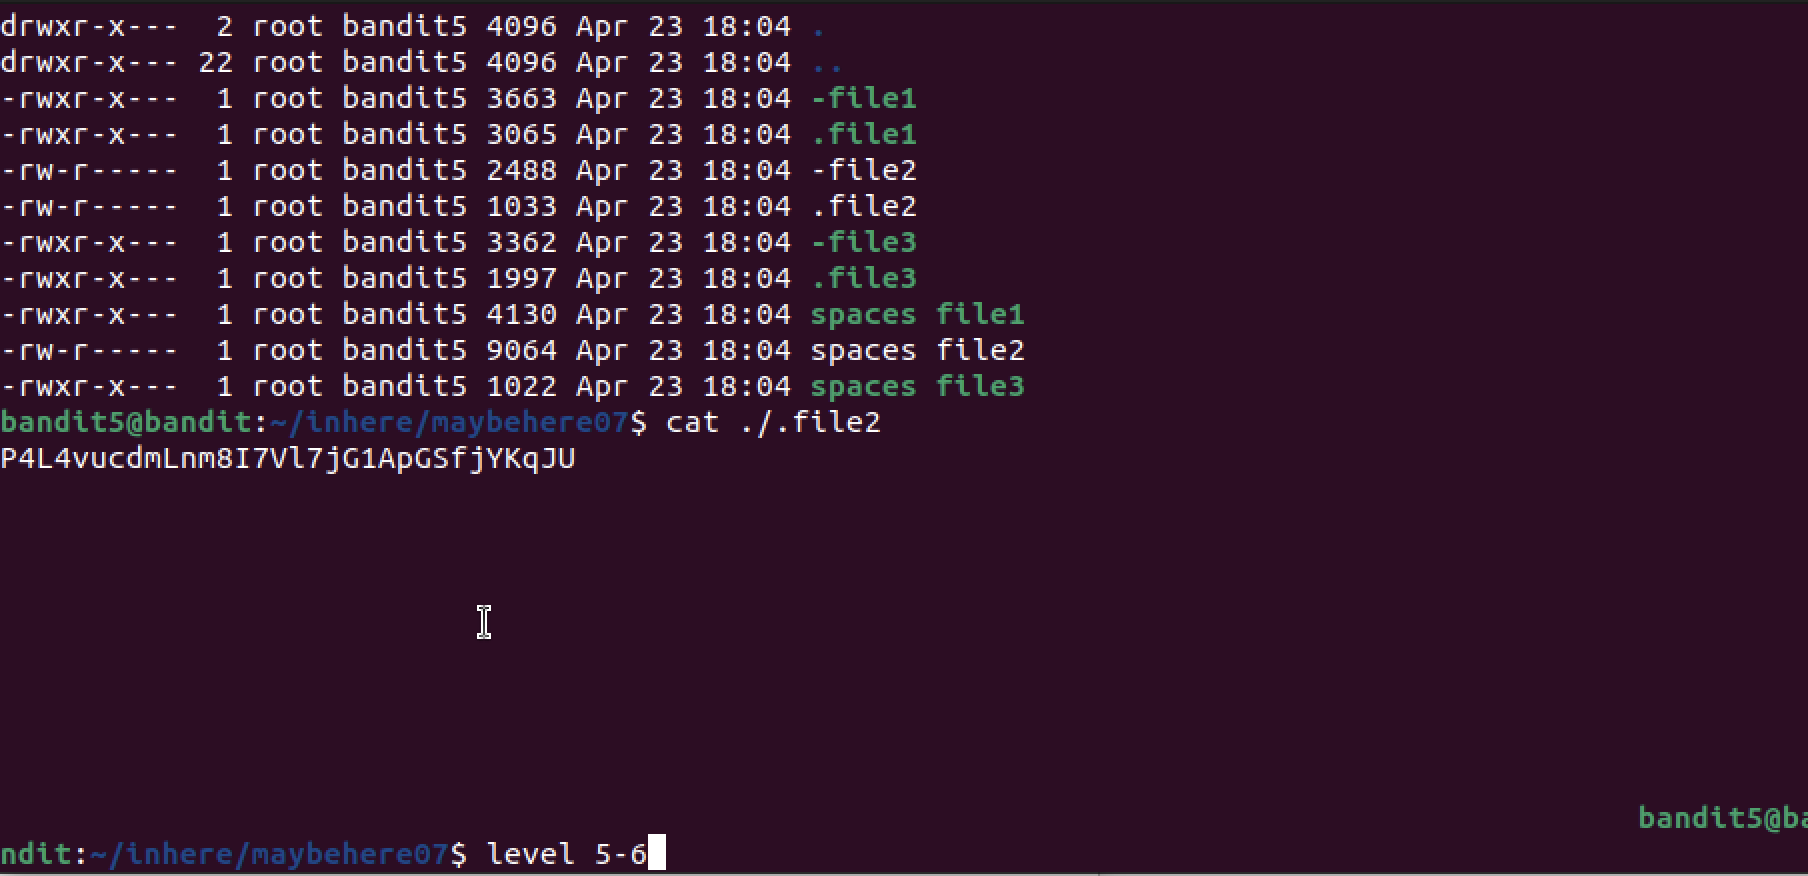 drwxr-x---  2 root bandit5 4096 Apr 23 18:04 .
drwxr-x--- 22 root bandit5 4096 Apr 23 18:04 ..
-rwxr-x---  1 root bandit5 3663 Apr 23 18:04 -file1
-rwxr-x---  1 root bandit5 3065 Apr 23 18:04 .file1
-rw-r-----  1 root bandit5 2488 Apr 23 18:04 -file2
-rw-r-----  1 root bandit5 1033 Apr 23 18:04 .file2
-rwxr-x---  1 root bandit5 3362 Apr 23 18:04 -file3
-rwxr-x---  1 root bandit5 1997 Apr 23 18:04 .file3
-rwxr-x---  1 root bandit5 4130 Apr 23 18:04 spaces file1
-rw-r-----  1 root bandit5 9064 Apr 23 18:04 spaces file2
-rwxr-x---  1 root bandit5 1022 Apr 23 18:04 spaces file3
bandit5@bandit:~/inhere/maybehere07$ cat ./.file2
P4L4vucdmLnm8I7Vl7jG1ApGSfjYKqJU
bandit5@ba
ndit:~/inhere/maybehere07$ level 5-6